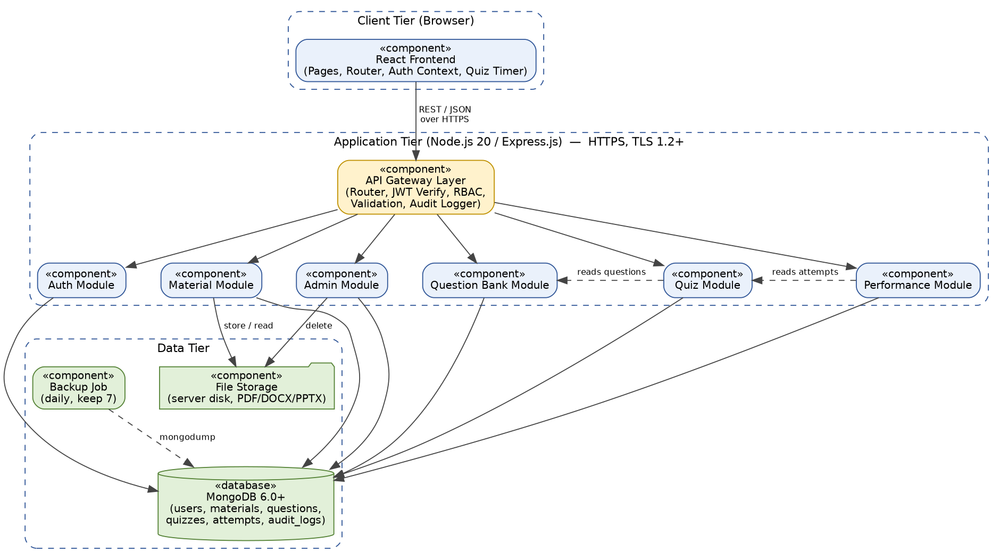 Client Tier (Browser)
«component»
React Frontend
(Pages, Router, Auth Context, Quiz Timer)
REST / JSON
over HTTPS
Application Tier (Node.js 20 / Express.js)  —  HTTPS, TLS 1.2+
«component»
API Gateway Layer
(Router, JWT Verify, RBAC,
Validation, Audit Logger)
«component»
Auth Module
«component»
Material Module
«component»
Admin Module
«component»
Question Bank Module
reads questions
«component»
Quiz Module
reads attempts
«component»
Performance Module
store / read
delete
Data Tier
«component»
Backup Job
(daily, keep 7)
«component»
File Storage
(server disk, PDF/DOCX/PPTX)
mongodump
«database»
MongoDB 6.0+
(users, materials, questions,
quizzes, attempts, audit_logs)